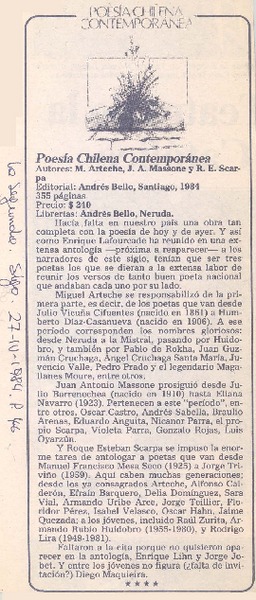 POESÍA CHILENA
CONTEMPORÁNEA
Poesía Chilena Contemporánea
Autores: M. Arteche, J. A. Massone y R. E. Scar-
pa
Editorial: Andrés Bello, Santiago, 1984
355 páginas
Precio: $ 240
Librerías: Andrés Bello, Neruda.
Hacía falta en nuestro país una obra tan
completa con la poesía de hoy y de ayer. Y así
como Enrique Lafourcade ha reunido en una ex-
tensa antología —próxima a reaparecer— a los
narradores de este siglo, tenían que ser tres
poetas los que se dieran a la extensa labor de
reunir los versos de tanto buen poeta nacional
que andaban cada uno por su lado.
Miguel Arteche se responsabilizó de la pri-
mera parte, es decir, de los poetas que van desde
Julio Vicuña Cifuentes (nacido en 1881) a Hum-
berto Díaz-Casanueva (nacido en 1906). A ese
período corresponden los nombres gloriosos:
desde Neruda a la Mistral, pasando por Huido-
bro, y también por Pablo de Rokha, Juan Guz-
mán Cruchaga, Ángel Cruchaga Santa María, Ju-
vencio Valle, Pedro Prado y el legendario Maga-
llanes Moure, entre otros.
Juan Antonio Massone prosiguió desde Ju-
lio Barrenechea (nacido en 1910) hasta Eliana
Navarro (1923). Pertenecen a este "período", en-
tre otros, Oscar Castro, Andrés Sabella, Braulio
Arenas, Eduardo Anguita, Nicanor Parra, el pro-
pio Scarpa, Violeta Parra, Gonzalo Rojas, Luis
Oyarzún.
Y Roque Esteban Scarpa se impuso la enor-
me tarea de antologar a poetas que van desde
Manuel Francisco Mesa Seco (1925) a Jorge Tri-
viño (1959). Aquí caben muchas generaciones;
desde los ya consagrados Arteche, Alfonso Cal-
derón, Efraín Barquero, Delia Domínguez, Sara
Vial, Armando Uribe Arce, Jorge Teillier, Flo-
ridor Pérez, Isabel Velasco, Oscar Hahn, Jaime
Quezada; a los jóvenes, incluido Raúl Zurita, Ar-
mando Rubio Huidobro (1955-1980), y Rodrigo
Lira (1949-1981).
Faltaron a la cita porque no quisieron apare-
cer en la antología, Enrique Lihn y Jorge Jo-
bet. Y entre los jóvenes no figura (¿falta de invi-
tación?) Diego Maquieira.
★★★★
La Segunda. Stgo. 27-IV-1984. P.